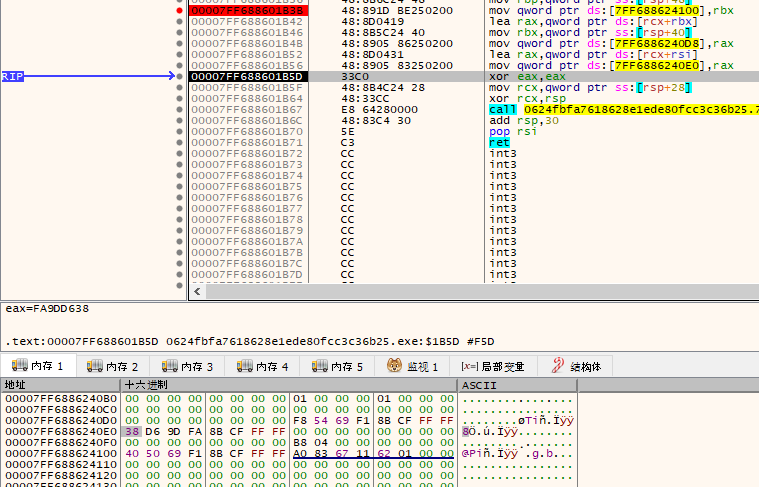 48:896C24 48 mov rbp,qword ptr ss:[rsp+48]
00007FF688601B3B 48:891D BE250200 mov qword ptr ds:[7FF688624100],rbx
00007FF688601B42 48:8D0419 lea rax,qword ptr ds:[rcx+rbx]
00007FF688601B46 48:8B5C24 40 mov rbx,qword ptr ss:[rsp+40]
00007FF688601B4B 48:8905 86250200 mov qword ptr ds:[7FF6886240D8],rax
00007FF688601B52 48:8D0431 lea rax,qword ptr ds:[rcx+rsi]
00007FF688601B56 48:8905 83250200 mov qword ptr ds:[7FF6886240E0],rax
RIP 00007FF688601B5D 33C0 xor eax,eax
00007FF688601B5F 48:8B4C24 28 mov rcx,qword ptr ss:[rsp+28]
00007FF688601B64 48:33CC xor rcx,rsp
00007FF688601B67 E8 64280000 call 0624fbfa7618628e1ede80fcc3c36b25.7
00007FF688601B6C 48:83C4 30 add rsp,30
00007FF688601B70 5E pop rsi
00007FF688601B71 C3 ret
00007FF688601B72 CC int3
00007FF688601B73 CC int3
00007FF688601B74 CC int3
00007FF688601B75 CC int3
00007FF688601B76 CC int3
00007FF688601B77 CC int3
00007FF688601B78 CC int3
00007FF688601B79 CC int3
00007FF688601B7A CC int3
00007FF688601B7B CC int3
00007FF688601B7C CC int3
00007FF688601B7D CC int3
eax=FA9DD638
.text:00007FF688601B5D 0624fbfa7618628e1ede80fcc3c36b25.exe:$1B5D #F5D
内存 1 内存 2 内存 3 内存 4 内存 5 监视 1 [x=] 局部变量 结构体
地址 十六进制 ASCII
00007FF6886240B0 00 00 00 00 00 00 00 00 01 00 00 00 01 00 00 00 ................
00007FF6886240C0 00 00 00 00 00 00 00 00 00 00 00 00 00 00 00 00 ................
00007FF6886240D0 00 00 00 00 00 00 00 00 F8 54 69 F1 8B CF FF FF ........øTiñ.Ïÿÿ
00007FF6886240E0 38 D6 9D FA 8B CF FF FF 00 00 00 00 00 00 00 00 8Ö.ú.Ïÿÿ........
00007FF6886240F0 00 00 00 00 00 00 00 00 B8 04 00 00 00 00 00 00 ........¸.......
00007FF688624100 40 50 69 F1 8B CF FF FF A0 83 67 11 62 01 00 00 @Piñ.Ïÿÿ .g.b...
00007FF688624110 00 00 00 00 00 00 00 00 00 00 00 00 00 00 00 00 ................
00007FF688624120 00 00 00 00 00 00 00 00 00 00 00 00 00 00 00 00 ................